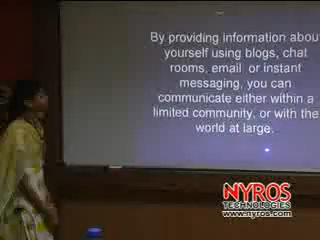 By providing information about
yourself using blogs, chat
rooms, email or instant
messaging, you can
communicate either within a
limited community, or with the
world at large.
NYROS
TECHNOLOGIES
www.nyros.com